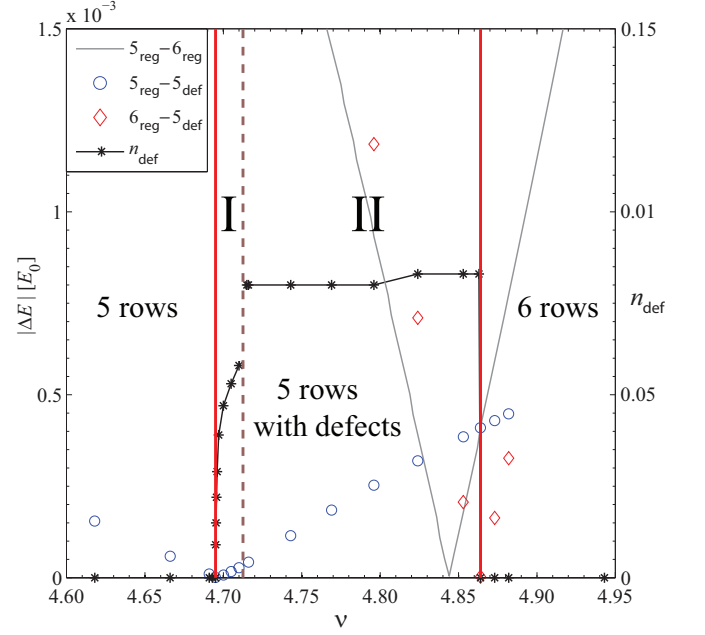 x 10⁻³
1.5
1
0.5
0
|ΔE| [E₀]
5reg−6reg
5reg−5def
6reg−5def
ndef
I
II
5 rows
5 rows
with defects
6 rows
0.15
0.01
0.05
0
ndef
4.60 4.65 4.70 4.75 4.80 4.85 4.90 4.95
ν